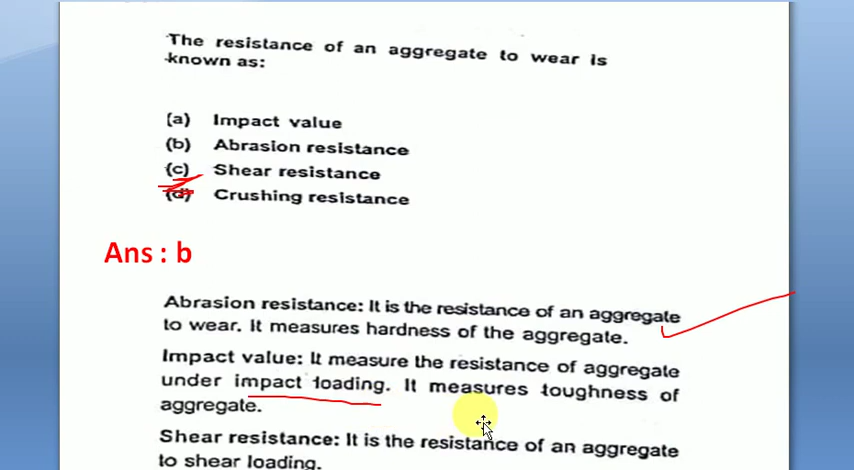 The resistance of an aggregate to wear is
known as:
(a) Impact value
(b) Abrasion resistance
(c) Shear resistance
(d) Crushing resistance
Ans : b
Abrasion resistance: It is the resistance of an aggregate
to wear. It measures hardness of the aggregate.
Impact value: It measure the resistance of aggregate
under impact loading. It measures toughness of
aggregate.
Shear resistance: It is the resistance of an aggregate
to shear loading.